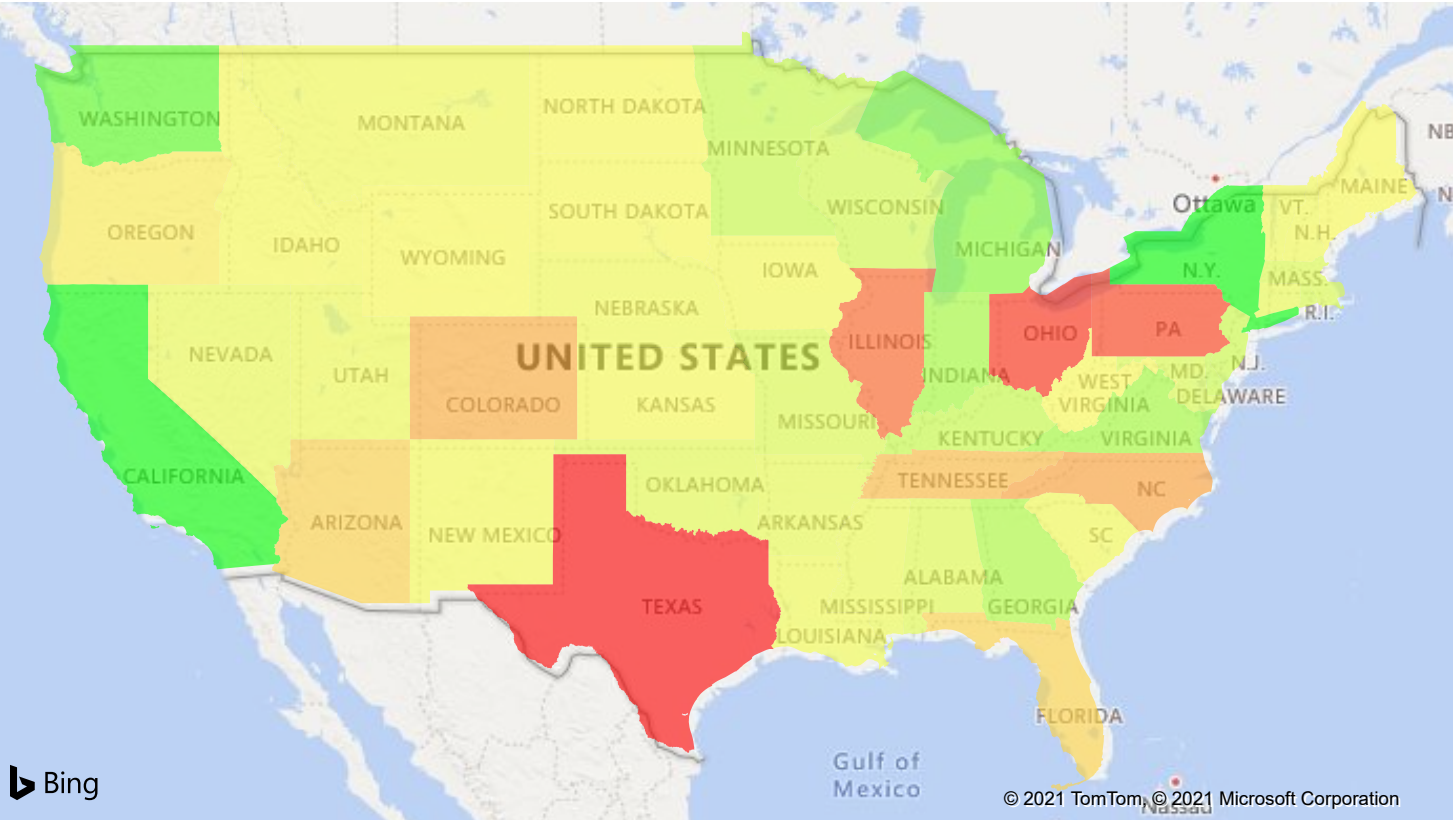 WASHINGTON
MONTANA
NORTH DAKOTA
MINNESOTA
NB
MAINE
N
Ottawa
VT.
OREGON
IDAHO
WYOMING
SOUTH DAKOTA
WISCONSIN
MICHIGAN
N.H.
N.Y.
MASS.
IOWA
R.I.
NEBRASKA
NEVADA
UTAH
UNITED STATES
ILLINOIS
INDIANA
OHIO
PA
N.J.
MD.
DELAWARE
WEST
VIRGINIA
COLORADO
KANSAS
MISSOURI
KENTUCKY
VIRGINIA
CALIFORNIA
ARIZONA
NEW MEXICO
OKLAHOMA
ARKANSAS
TENNESSEE
NC
SC
TEXAS
MISSISSIPPI
ALABAMA
GEORGIA
LOUISIANA
FLORIDA
Gulf of
Mexico
Nassau
Bing
© 2021 TomTom, © 2021 Microsoft Corporation